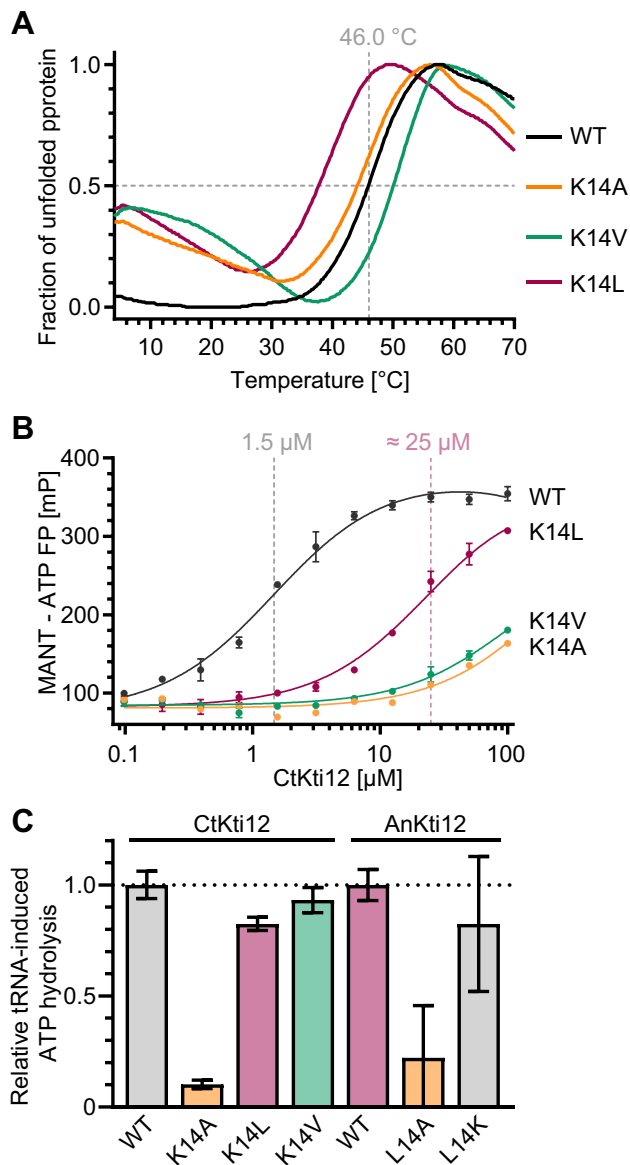 A
46.0 °C
Fraction of unfolded pprotein
1.0
0.5
0.0
10 20 30 40 50 60 70
Temperature [°C]
WT
K14A
K14V
K14L
B
1.5 µM
≈ 25 µM
MANT - ATP FP [mP]
400
300
200
100
WT
K14L
K14V
K14A
0.1 1 10 100
CtKti12 [µM]
C
CtKti12 AnKti12
Relative tRNA-induced
ATP hydrolysis
1.0
0.5
0
WT K14A K14L K14V WT L14A L14K